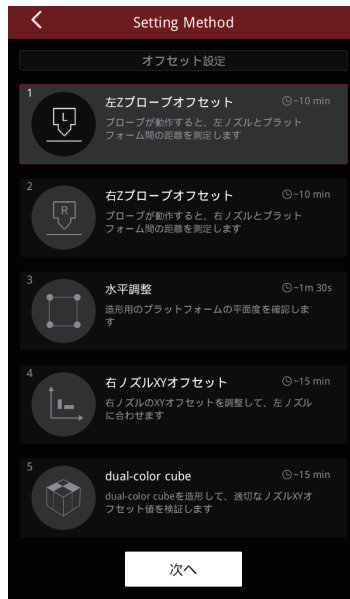 Setting Method
オフセット設定
1
L
左Zプローブオフセット
~10 min
プローブが動作すると、左ノズルとプラット
フォーム間の距離を測定します
2
R
右Zプローブオフセット
~10 min
プローブが動作すると、右ノズルとプラット
フォーム間の距離を測定します
3
水平調整
~1m 30s
造形用のプラットフォームの平面度を確認しま
す
4
右ノズルXYオフセット
~15 min
右ノズルのXYオフセットを調整して、左ノズル
に合わせます
5
dual-color cube
~15 min
dual-color cubeを造形して、適切なノズルXYオ
フセット値を検証します
次へ